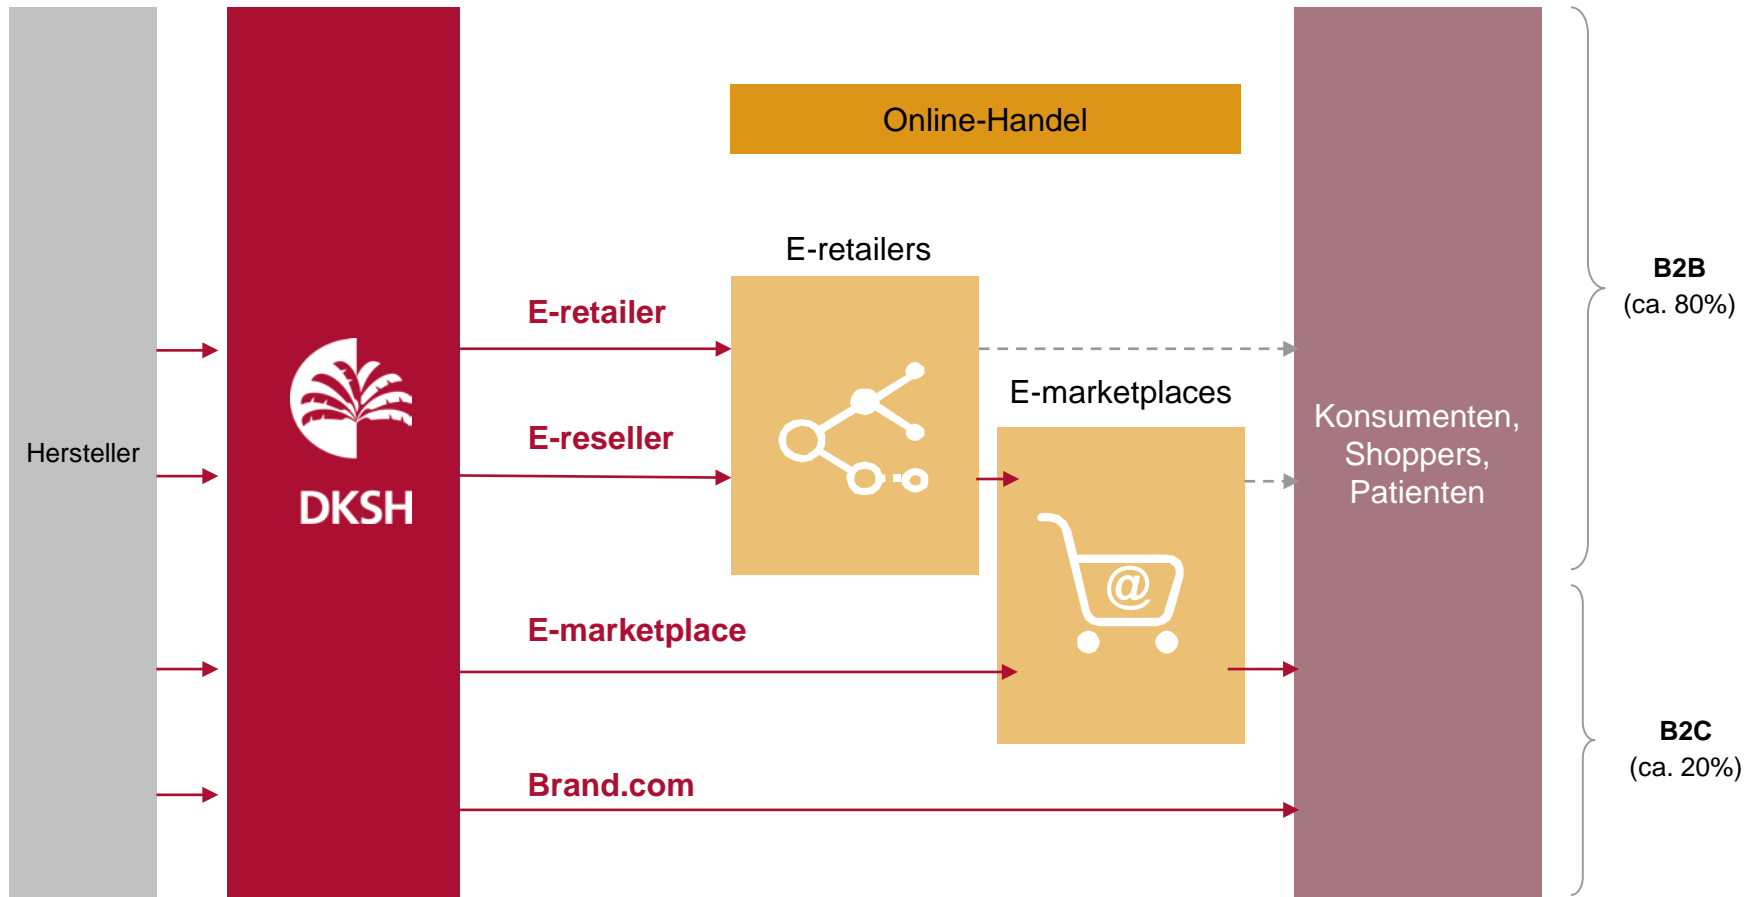 Online-Handel
E-retailers
B2B
(ca. 80%)
E-retailer
E-marketplaces
Hersteller
DKSH
E-reseller
Konsumenten,
Shoppers,
Patienten
@
E-marketplace
B2C
(ca. 20%)
Brand.com